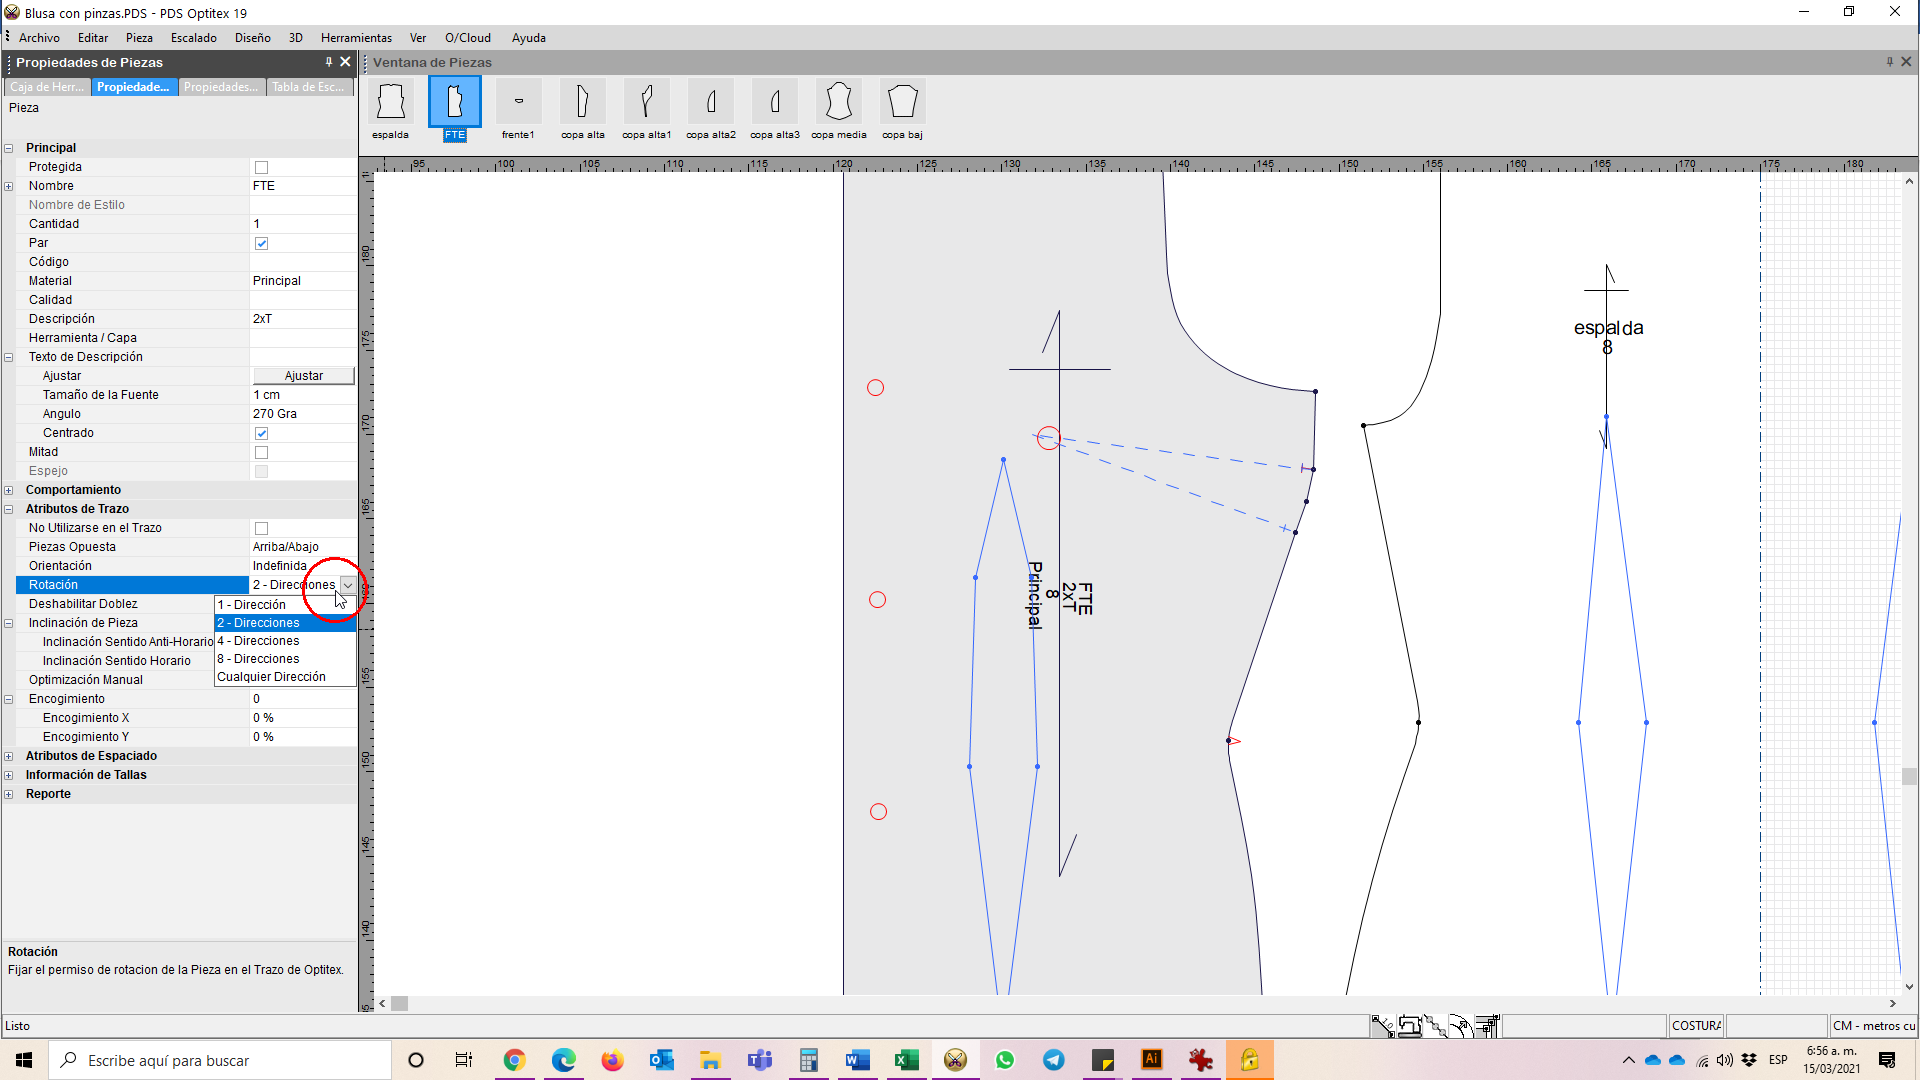 Blusa con pinzas.PDS - PDS Optitex 19
Archivo Editar Pieza Escalado Diseño 3D Herramientas Ver O/Cloud Ayuda
Propiedades de Piezas
Ventana de Piezas
Caja de Herr... Propiedade... Propiedades... Tabla de Esc...
Pieza
espalda FTE frente1 copa alta copa alta1 copa alta2 copa alta3 copa media copa baj
95 100 105 110 115 120 125 130 135 140 145 150 155 160 165 170 175 180
Principal
Protegida
Nombre FTE
Nombre de Estilo
Cantidad 1
Par
Código
Material Principal
Calidad
Descripción 2xT
Herramienta / Capa
Texto de Descripción
Ajustar Ajustar
Tamaño de la Fuente 1 cm
Angulo 270 Gra
Centrado
Mitad
Espejo
Comportamiento
Atributos de Trazo
No Utilizarse en el Trazo
Piezas Opuesta Arriba/Abajo
Orientación Indefinida
Rotación 2 - Direcciones
Deshabilitar Doblez
Inclinación de Pieza
Inclinación Sentido Anti-Horario
Inclinación Sentido Horario
Optimización Manual
1 - Dirección
2 - Direcciones
4 - Direcciones
8 - Direcciones
Cualquier Dirección
Encogimiento 0
Encogimiento X 0 %
Encogimiento Y 0 %
Atributos de Espaciado
Información de Tallas
Reporte
Rotación
Fijar el permiso de rotacion de la Pieza en el Trazo de Optitex.
180
175
170
165
155
150
145
140
espalda
8
FTE
2xT
8
Principal
Listo
COSTURA
CM - metros cu
Escribe aquí para buscar
ESP
6:56 a. m.
15/03/2021